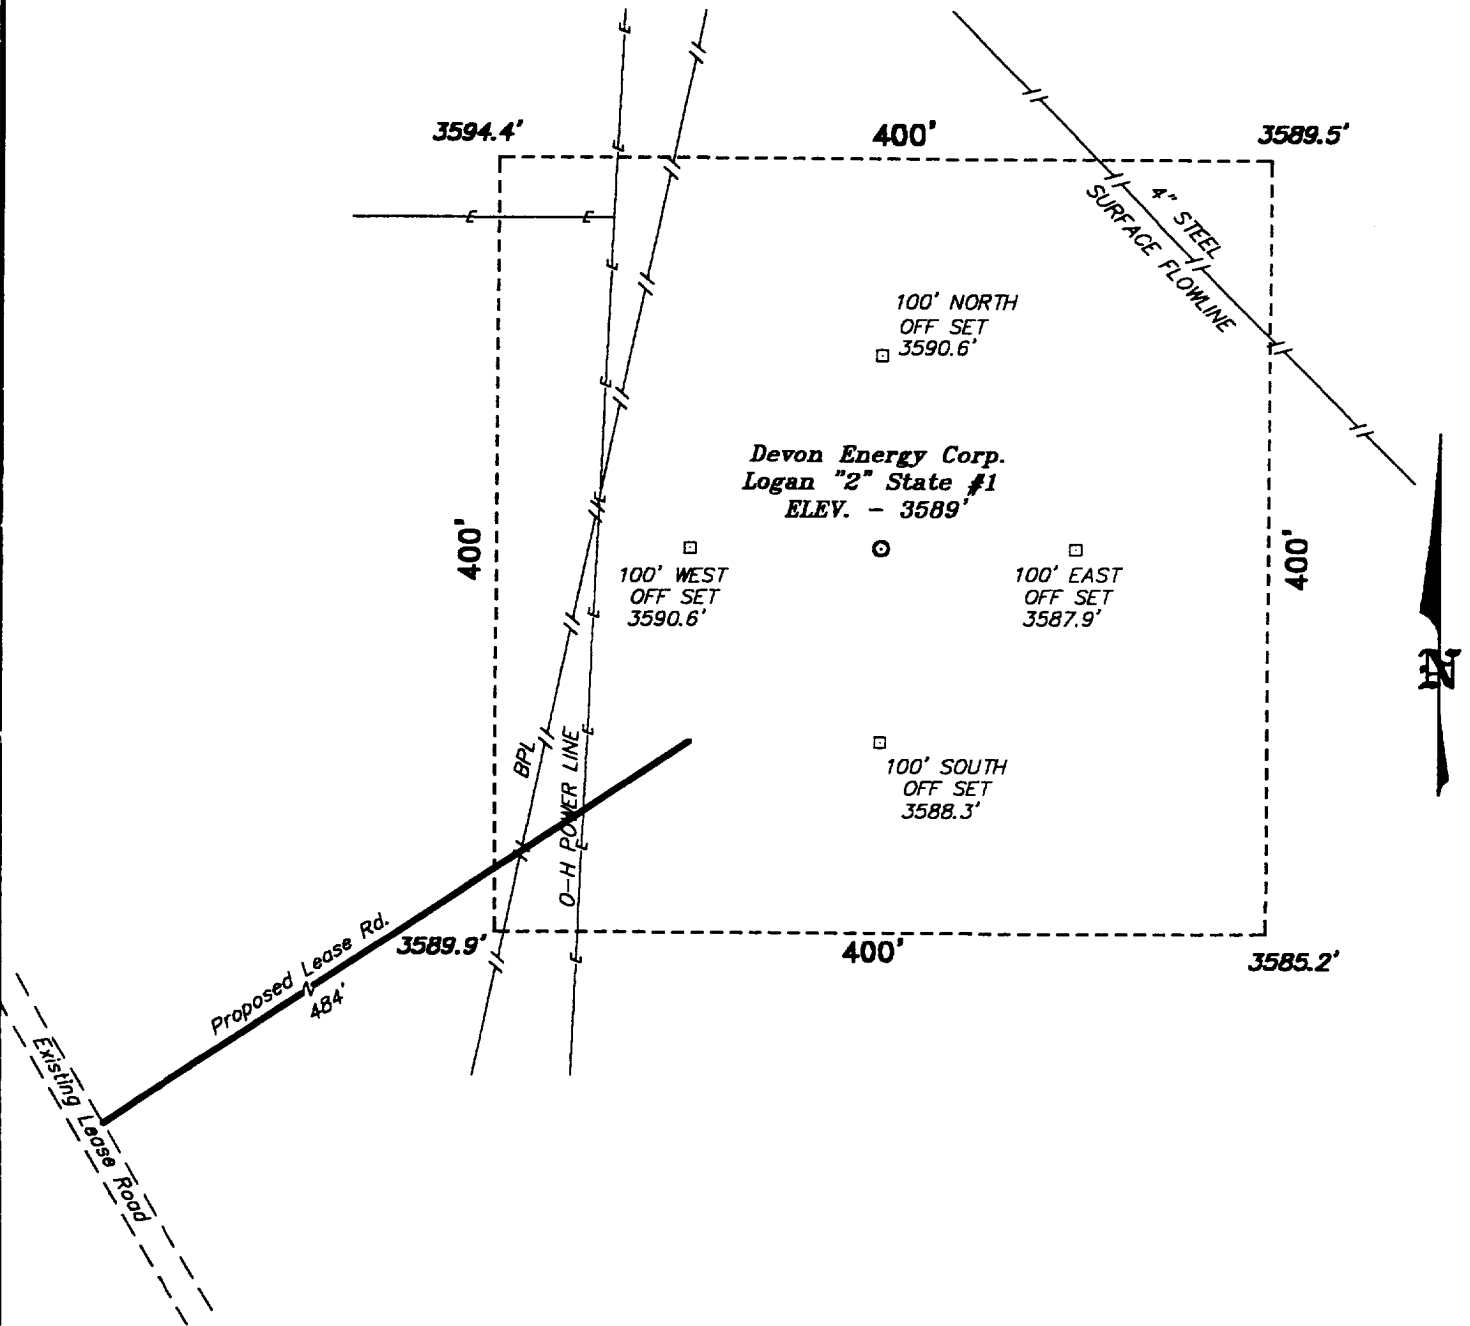 3594.4'
400'
3589.5'
4" STEEL
SURFACE FLOWLINE
100' NORTH
OFF SET
3590.6'
Devon Energy Corp.
Logan "2" State #1
ELEV. - 3589'
400'
400'
100' WEST
OFF SET
3590.6'
100' EAST
OFF SET
3587.9'
N
BPL
O-H POWER LINE
100' SOUTH
OFF SET
3588.3'
3589.9'
400'
3585.2'
Proposed Lease Rd.
484'
Existing Lease Road
E
E
E
E
E
E
E
E
E
E
E